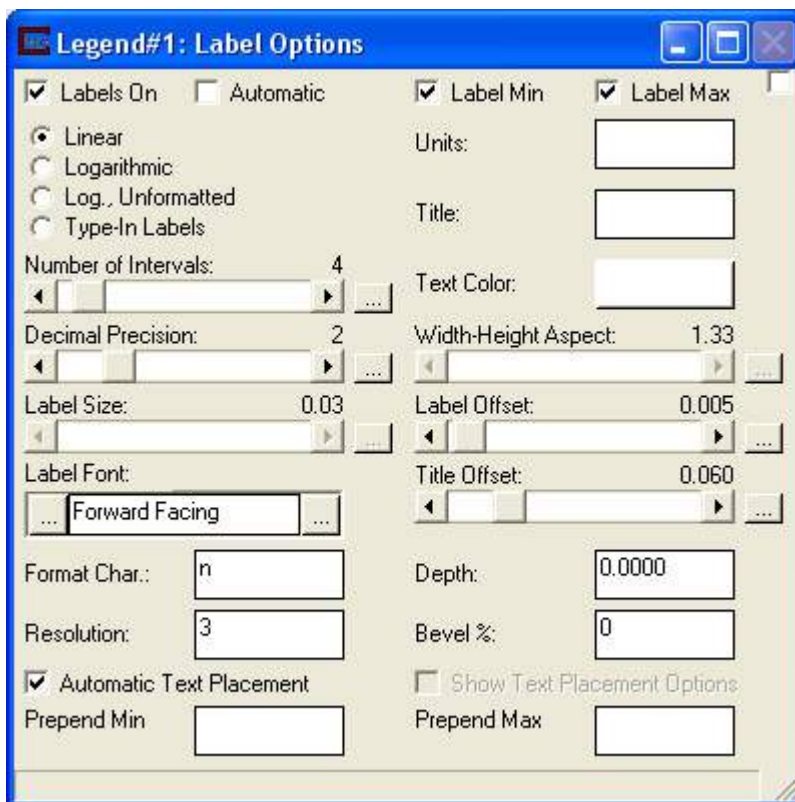 Legend#1: Label Options
Labels On Automatic Label Min Label Max
Linear
Logarithmic
Log., Unformatted
Type-In Labels
Units:
Title:
Number of Intervals: 4
Text Color:
...
Decimal Precision: 2
Width-Height Aspect: 1.33
... ...
Label Size: 0.03
Label Offset: 0.005
... ...
Label Font:
Title Offset: 0.060
... Forward Facing ... ...
Format Char.: n
Depth: 0.0000
Resolution: 3
Bevel %: 0
Automatic Text Placement
Show Text Placement Options
Prepend Min
Prepend Max